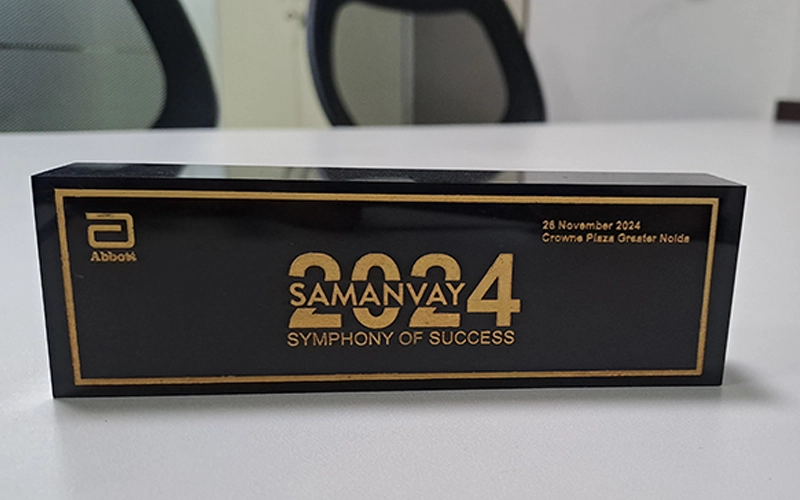 Abbott
26 November 2024
Crowne Plaza Greater Noida
2024
SAMANVAY
SYMPHONY OF SUCCESS